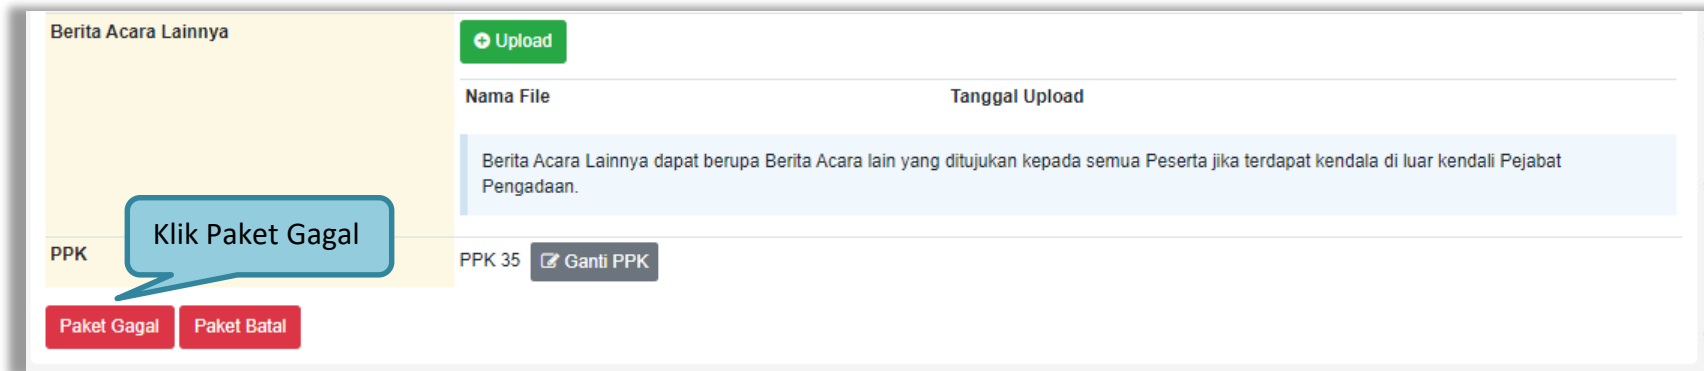 Berita Acara Lainnya
Upload
Nama File Tanggal Upload
Berita Acara Lainnya dapat berupa Berita Acara lain yang ditujukan kepada semua Peserta jika terdapat kendala di luar kendali Pejabat
Pengadaan.
Klik Paket Gagal
PPK PPK 35 Ganti PPK
Paket Gagal Paket Batal